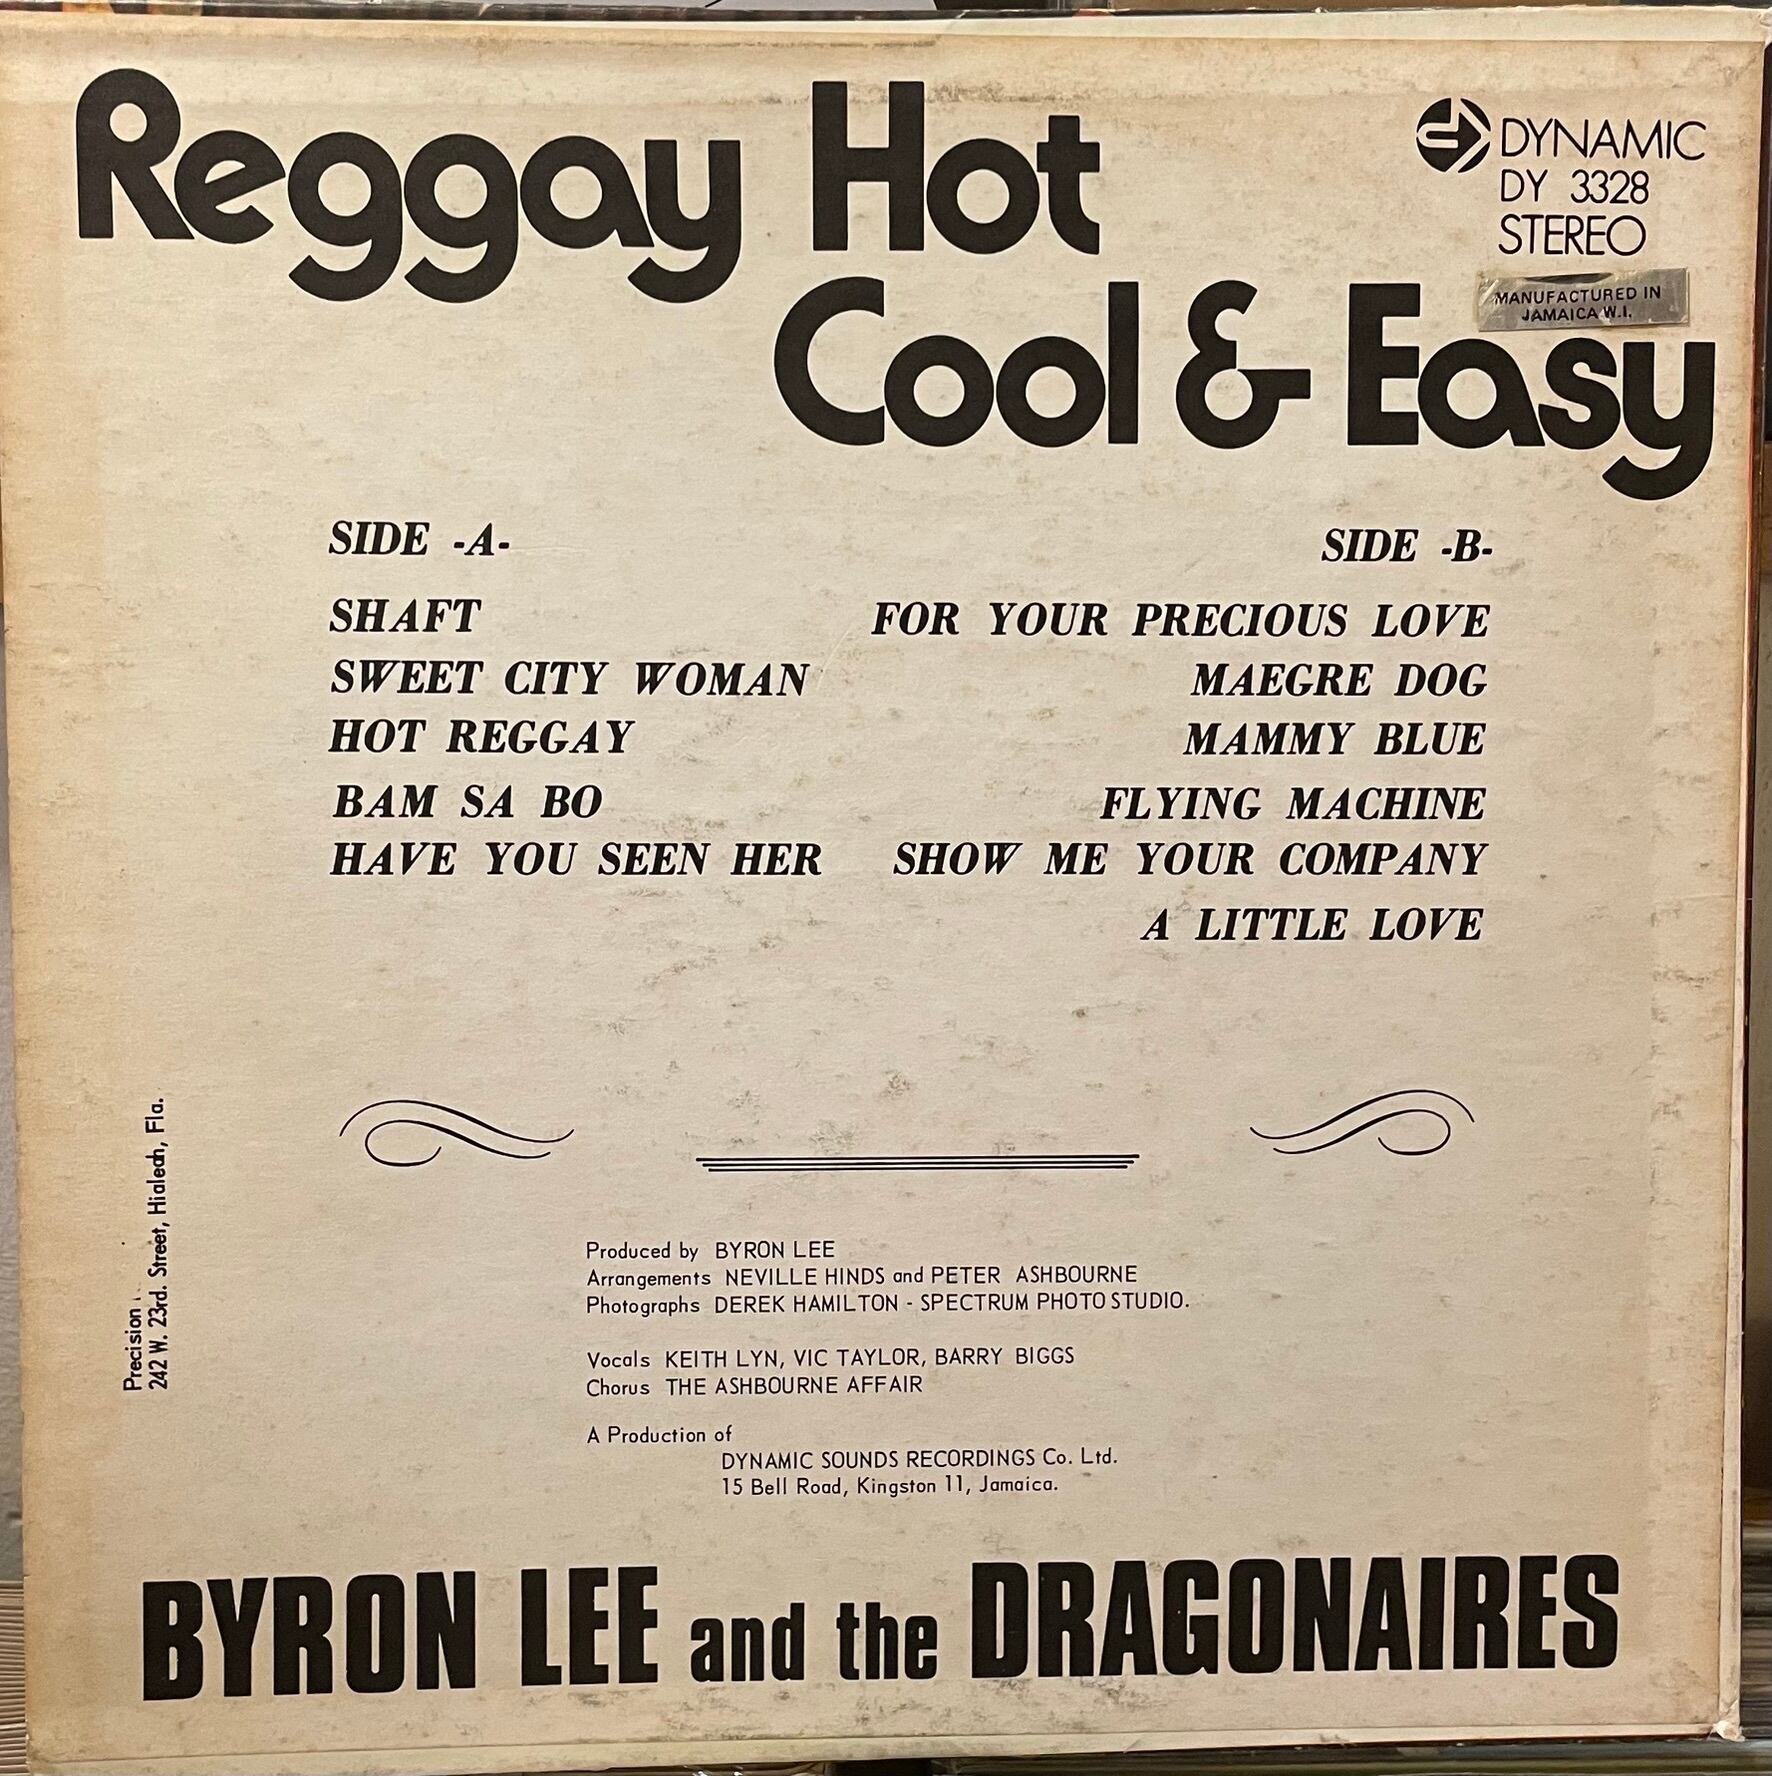 Reggay Hot
Cool & Easy
DYNAMIC
DY 3328
STEREO
MANUFACTURED IN
JAMAICA W.I.
SIDE -A-
SHAFT
SWEET CITY WOMAN
HOT REGGAY
BAM SA BO
HAVE YOU SEEN HER
SIDE -B-
FOR YOUR PRECIOUS LOVE
MAEGRE DOG
MAMMY BLUE
FLYING MACHINE
SHOW ME YOUR COMPANY
A LITTLE LOVE
Precision
242 W. 23rd. Street, Hialeah, Fla.
Produced by BYRON LEE
Arrangements NEVILLE HINDS and PETER ASHBOURNE
Photographs DEREK HAMILTON - SPECTRUM PHOTO STUDIO.
Vocals KEITH LYN, VIC TAYLOR, BARRY BIGGS
Chorus THE ASHBOURNE AFFAIR
A Production of
DYNAMIC SOUNDS RECORDINGS Co. Ltd.
15 Bell Road, Kingston 11, Jamaica.
BYRON LEE and the DRAGONAIRES